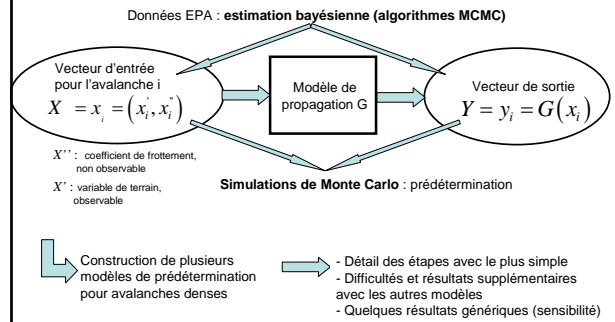 Données EPA : estimation bayésienne (algorithmes MCMC)
Vecteur d'entrée
pour l'avalanche i
X = x_i = (x_i', x_i'')
Modèle de
propagation G
Vecteur de sortie
Y = y_i = G(x_i)
X'' : coefficient de frottement,
non observable
X' : variable de terrain,
observable
Simulations de Monte Carlo : prédétermination
Construction de plusieurs
modèles de prédétermination
pour avalanches denses
- Détail des étapes avec le plus simple
- Difficultés et résultats supplémentaires
avec les autres modèles
- Quelques résultats génériques (sensibilité)